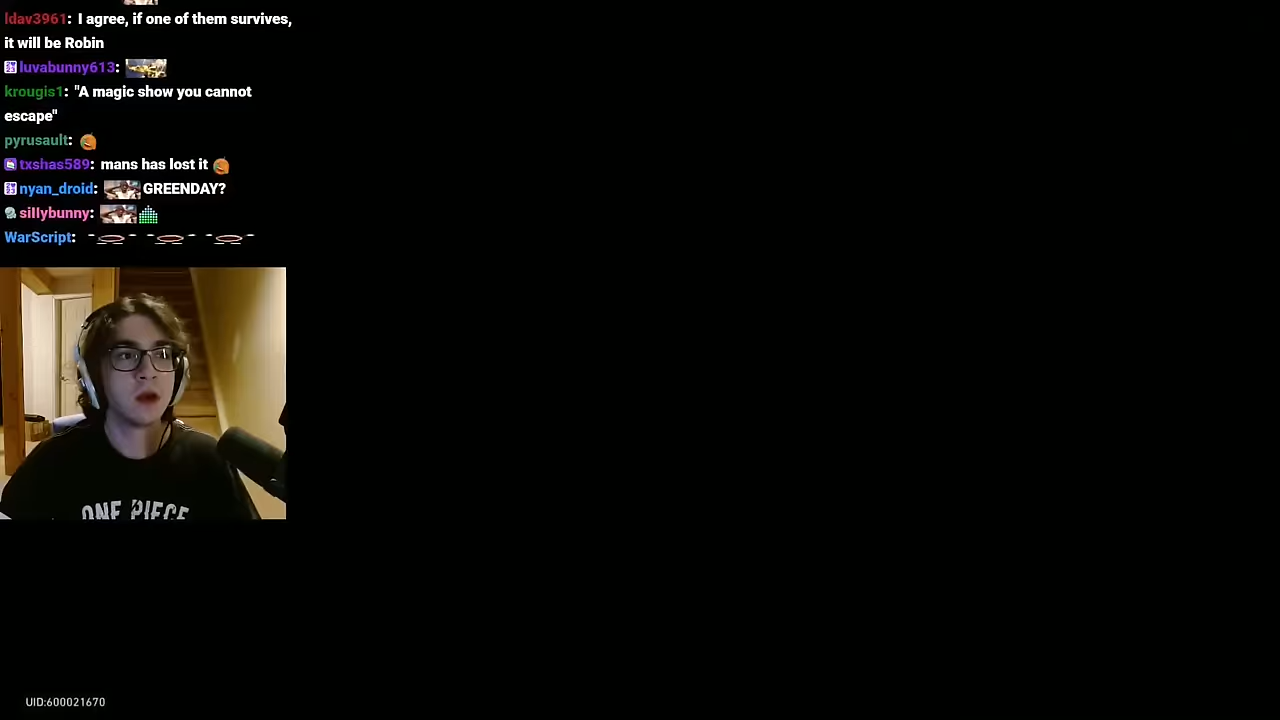 ldav3961: I agree, if one of them survives,
it will be Robin
luvabunny613:
krougis1: "A magic show you cannot
escape"
pyrusault:
txshas589: mans has lost it
nyan_droid: GREENDAY?
sillybunny:
WarScript:
ONE PIECE
UID:600021670